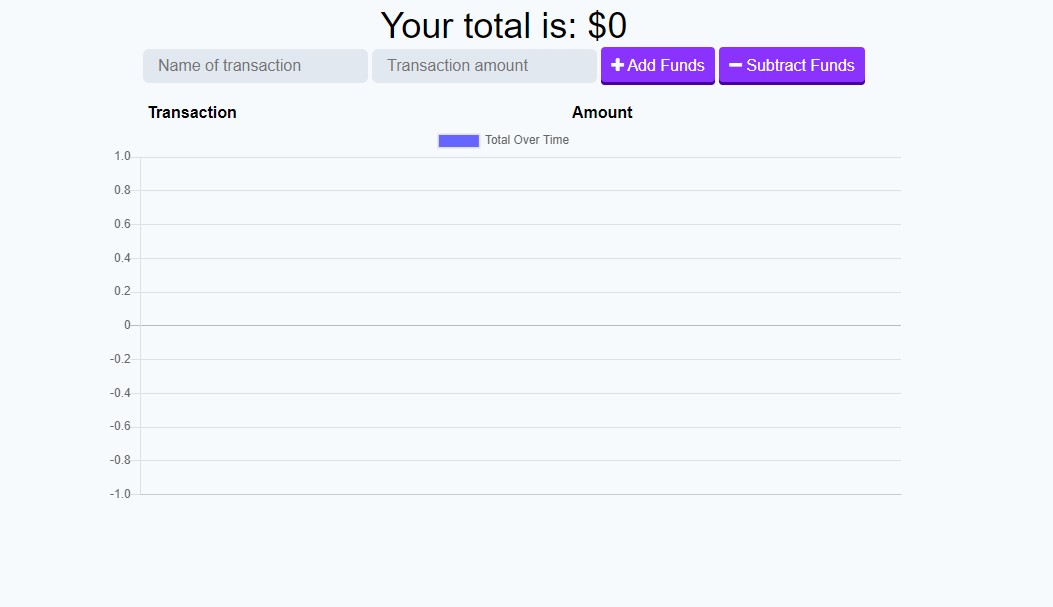 Your total is: $0
Name of transaction Transaction amount Add Funds Subtract Funds
Transaction Amount
Total Over Time
1.0
0.8
0.6
0.4
0.2
0
-0.2
-0.4
-0.6
-0.8
-1.0